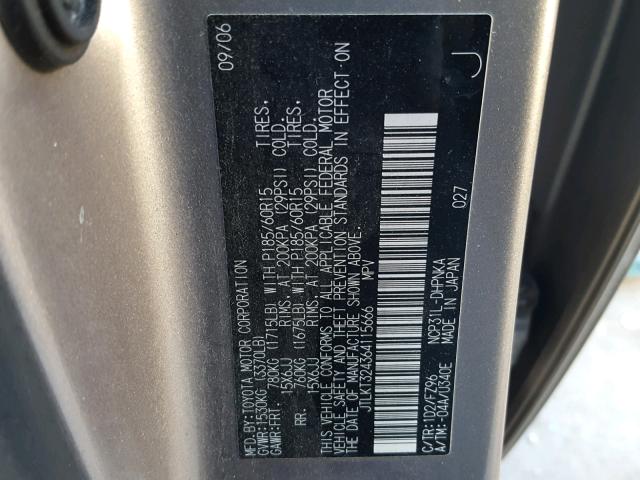 09/06
MFD.BY:TOYOTA MOTOR CORPORATION
GVWR:1530KG (3370LB)
GAWR:FRT. 780KG (1715LB) WITH P185/60R15 TIRES.
15X6JJ RIMS. AT 200KPA (29PSI) COLD.
RR. 760KG (1675LB) WITH P185/60R15 TIRES.
15X6JJ RIMS. AT 200KPA (29PSI) COLD.
THIS VEHICLE CONFORMS TO ALL APPLICABLE FEDERAL MOTOR
VEHICLE SAFETY AND THEFT PREVENTION STANDARDS IN EFFECT ON
THE DATE OF MANUFACTURE SHOWN ABOVE.
JTLKT324364115666 MPV
027
C/TR:1D2/F796 NCP31L-DHPNKA
A/TM:-04A/U340E MADE IN JAPAN
J